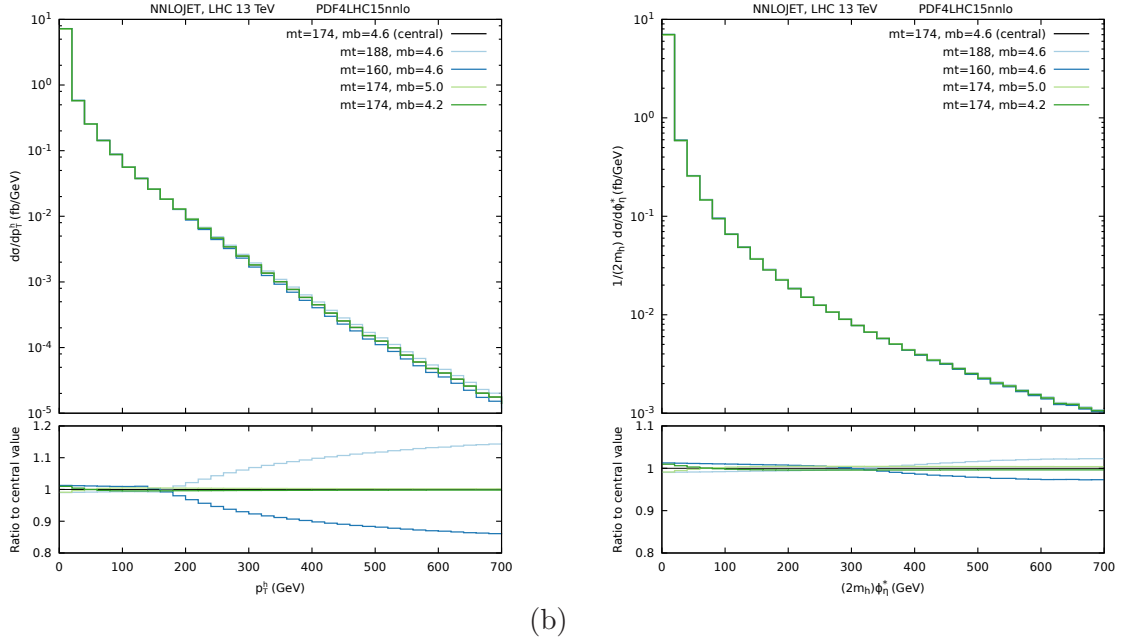 NNLOJET, LHC 13 TeV PDF4LHC15nnlo
dσ/dp_T^h (fb/GeV)
10^1
10^0
10^-1
10^-2
10^-3
10^-4
10^-5
mt=174, mb=4.6 (central)
mt=188, mb=4.6
mt=160, mb=4.6
mt=174, mb=5.0
mt=174, mb=4.2
Ratio to central value
1.2
1.1
1
0.9
0.8
0 100 200 300 400 500 600 700
p_T^h (GeV)
NNLOJET, LHC 13 TeV PDF4LHC15nnlo
1/(2m_h) dσ/dϕ_η^* (fb/GeV)
10^1
10^0
10^-1
10^-2
10^-3
mt=174, mb=4.6 (central)
mt=188, mb=4.6
mt=160, mb=4.6
mt=174, mb=5.0
mt=174, mb=4.2
Ratio to central value
1.1
1
0.9
0.8
0 100 200 300 400 500 600 700
(2m_h)ϕ_η^* (GeV)
(b)